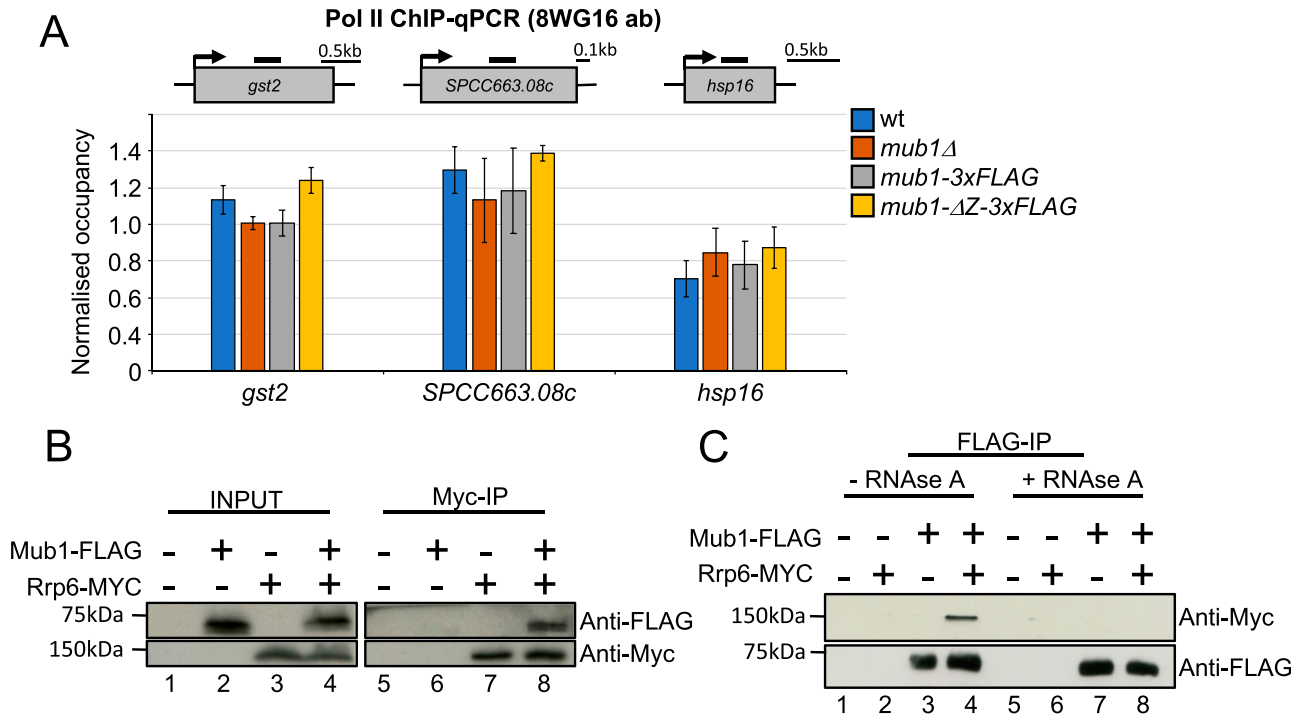 A
Pol II ChIP-qPCR (8WG16 ab)
0.5kb
0.1kb
0.5kb
gst2
SPCC663.08c
hsp16
Normalised occupancy
1.4
1.2
1.0
0.8
0.6
0.4
0
gst2
SPCC663.08c
hsp16
wt
mub1Δ
mub1-3xFLAG
mub1-ΔZ-3xFLAG
B
INPUT
Myc-IP
Mub1-FLAG - + - + - + - +
Rrp6-MYC - - + + - - + +
75kDa
Anti-FLAG
150kDa
Anti-Myc
1 2 3 4 5 6 7 8
C
FLAG-IP
- RNAse A + RNAse A
Mub1-FLAG - - + + - - + +
Rrp6-MYC - + - + - + - +
150kDa
Anti-Myc
75kDa
Anti-FLAG
1 2 3 4 5 6 7 8